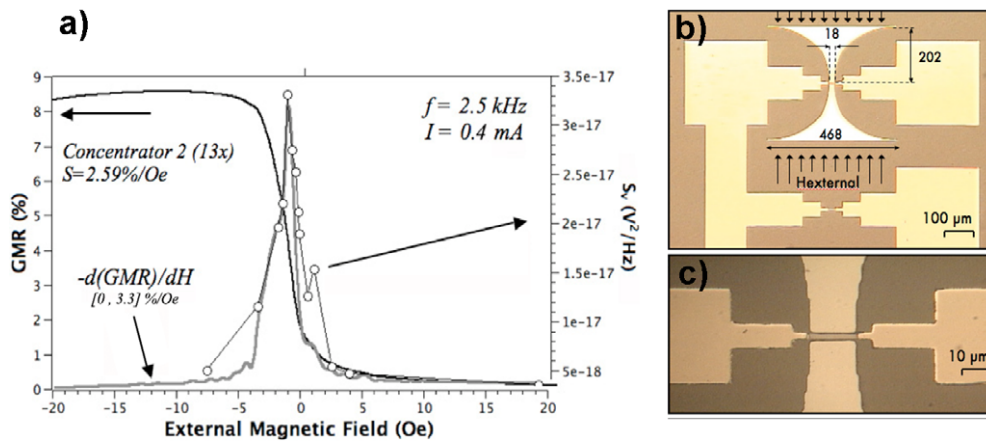 a)
9
8
7
6
5
4
3
2
1
0
GMR (%)
-20
-15
-10
-5
0
5
10
15
20
External Magnetic Field (Oe)
3.5e-17
3e-17
2.5e-17
2e-17
1.5e-17
1e-17
5e-18
Sv (V²/Hz)
f = 2.5 kHz
I = 0.4 mA
Concentrator 2 (13x)
S=2.59%/Oe
-d(GMR)/dH
[0 , 3.3] %/Oe
b)
18
202
468
Hexternal
100 µm
c)
10 µm